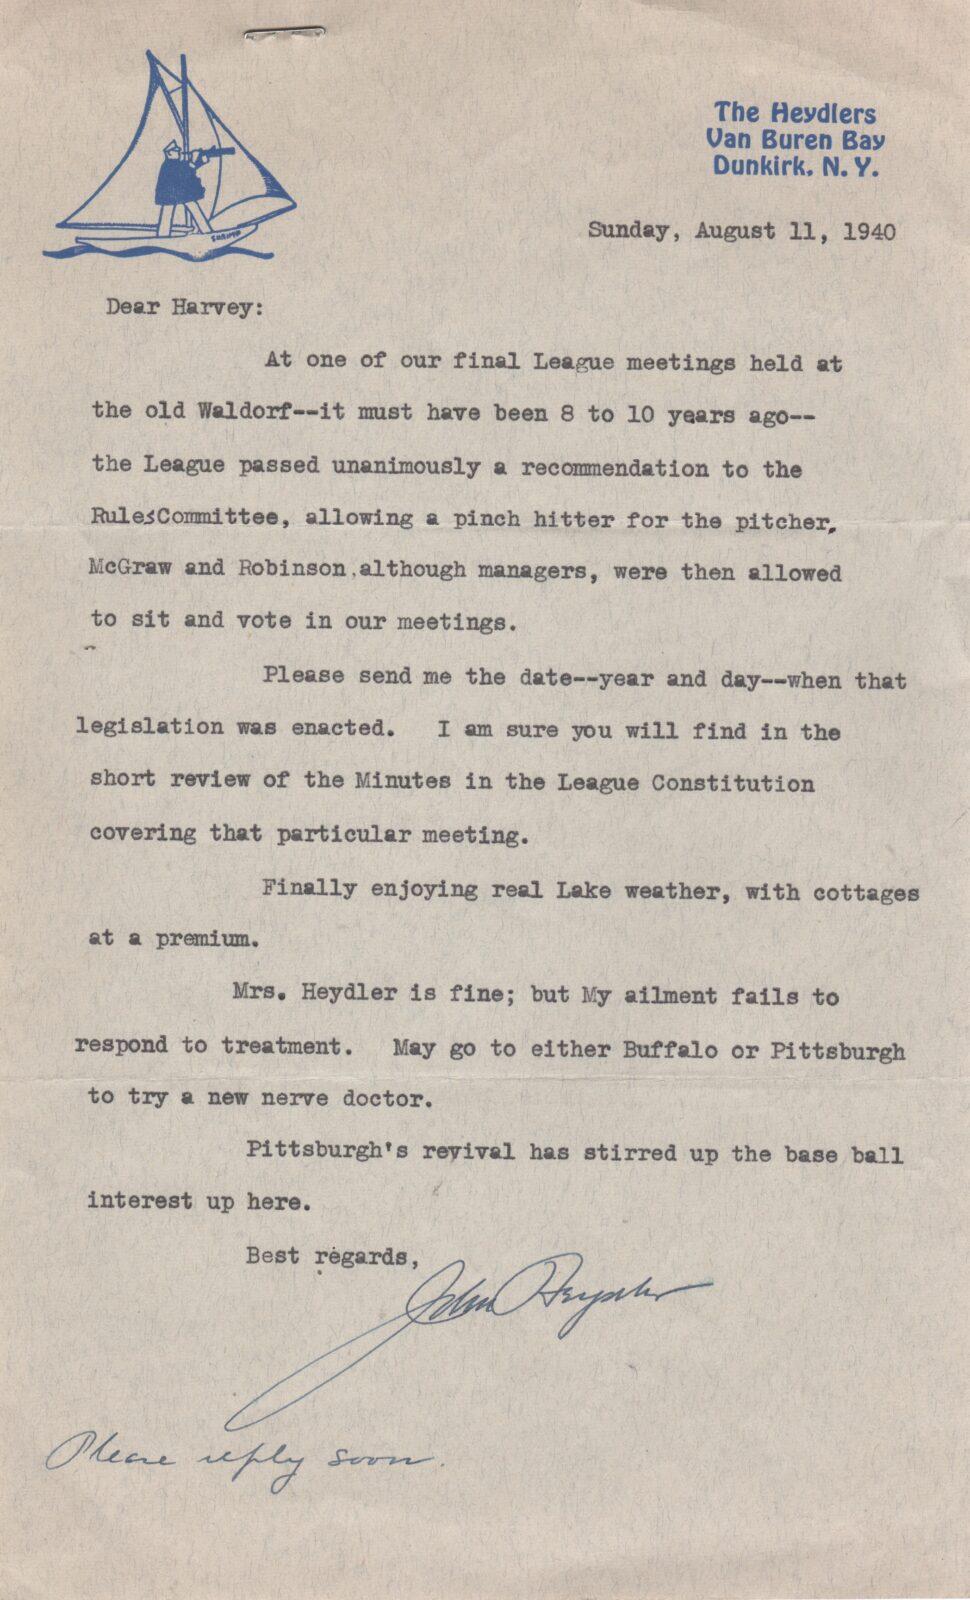 The Heydlers
Van Buren Bay
Dunkirk. N. Y.
Sunday, August 11, 1940
Dear Harvey:
At one of our final League meetings held at
the old Waldorf--it must have been 8 to 10 years ago--
the League passed unanimously a recommendation to the
RulesCommittee, allowing a pinch hitter for the pitcher.
McGraw and Robinson,although managers, were then allowed
to sit and vote in our meetings.
Please send me the date--year and day--when that
legislation was enacted. I am sure you will find in the
short review of the Minutes in the League Constitution
covering that particular meeting.
Finally enjoying real Lake weather, with cottages
at a premium.
Mrs. Heydler is fine; but My ailment fails to
respond to treatment. May go to either Buffalo or Pittsburgh
to try a new nerve doctor.
Pittsburgh's revival has stirred up the base ball
interest up here.
Best regards,
John Heydler
Please reply soon.